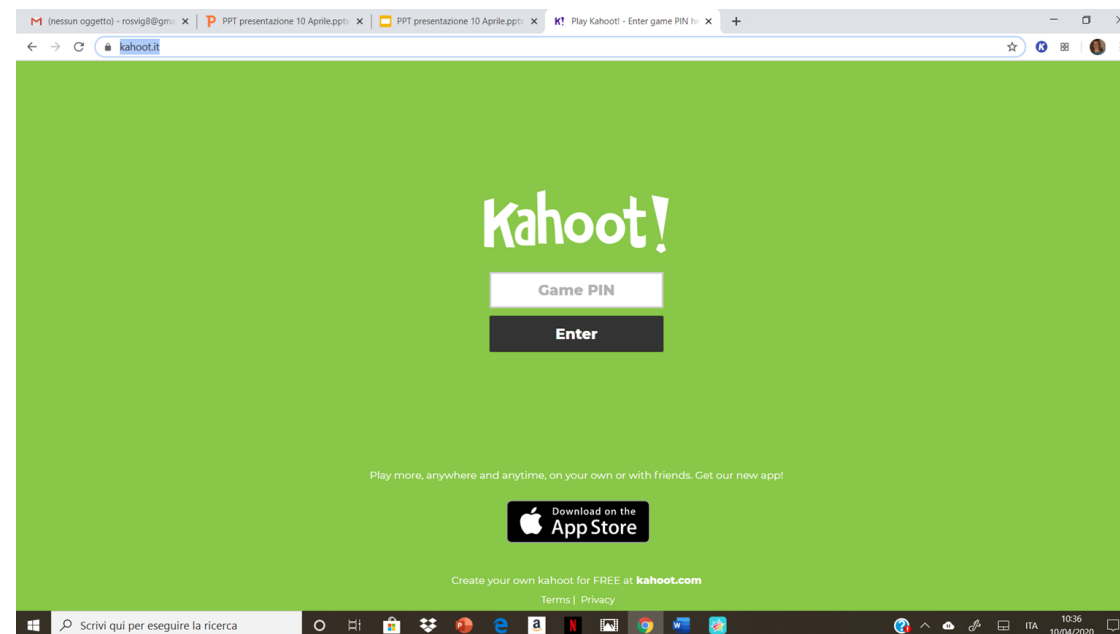 (nessun oggetto) - rosvig8@gm
PPT presentazione 10 Aprile.ppt
PPT presentazione 10 Aprile.ppt
K! Play Kahoot! - Enter game PIN h
kahoot.it
Kahoot!
Game PIN
Enter
Play more, anywhere and anytime, on your own or with friends. Get our new app!
Download on the
App Store
Create your own kahoot for FREE at kahoot.com
Terms | Privacy
Scrivi qui per eseguire la ricerca
ITA
10:36
10/04/2020